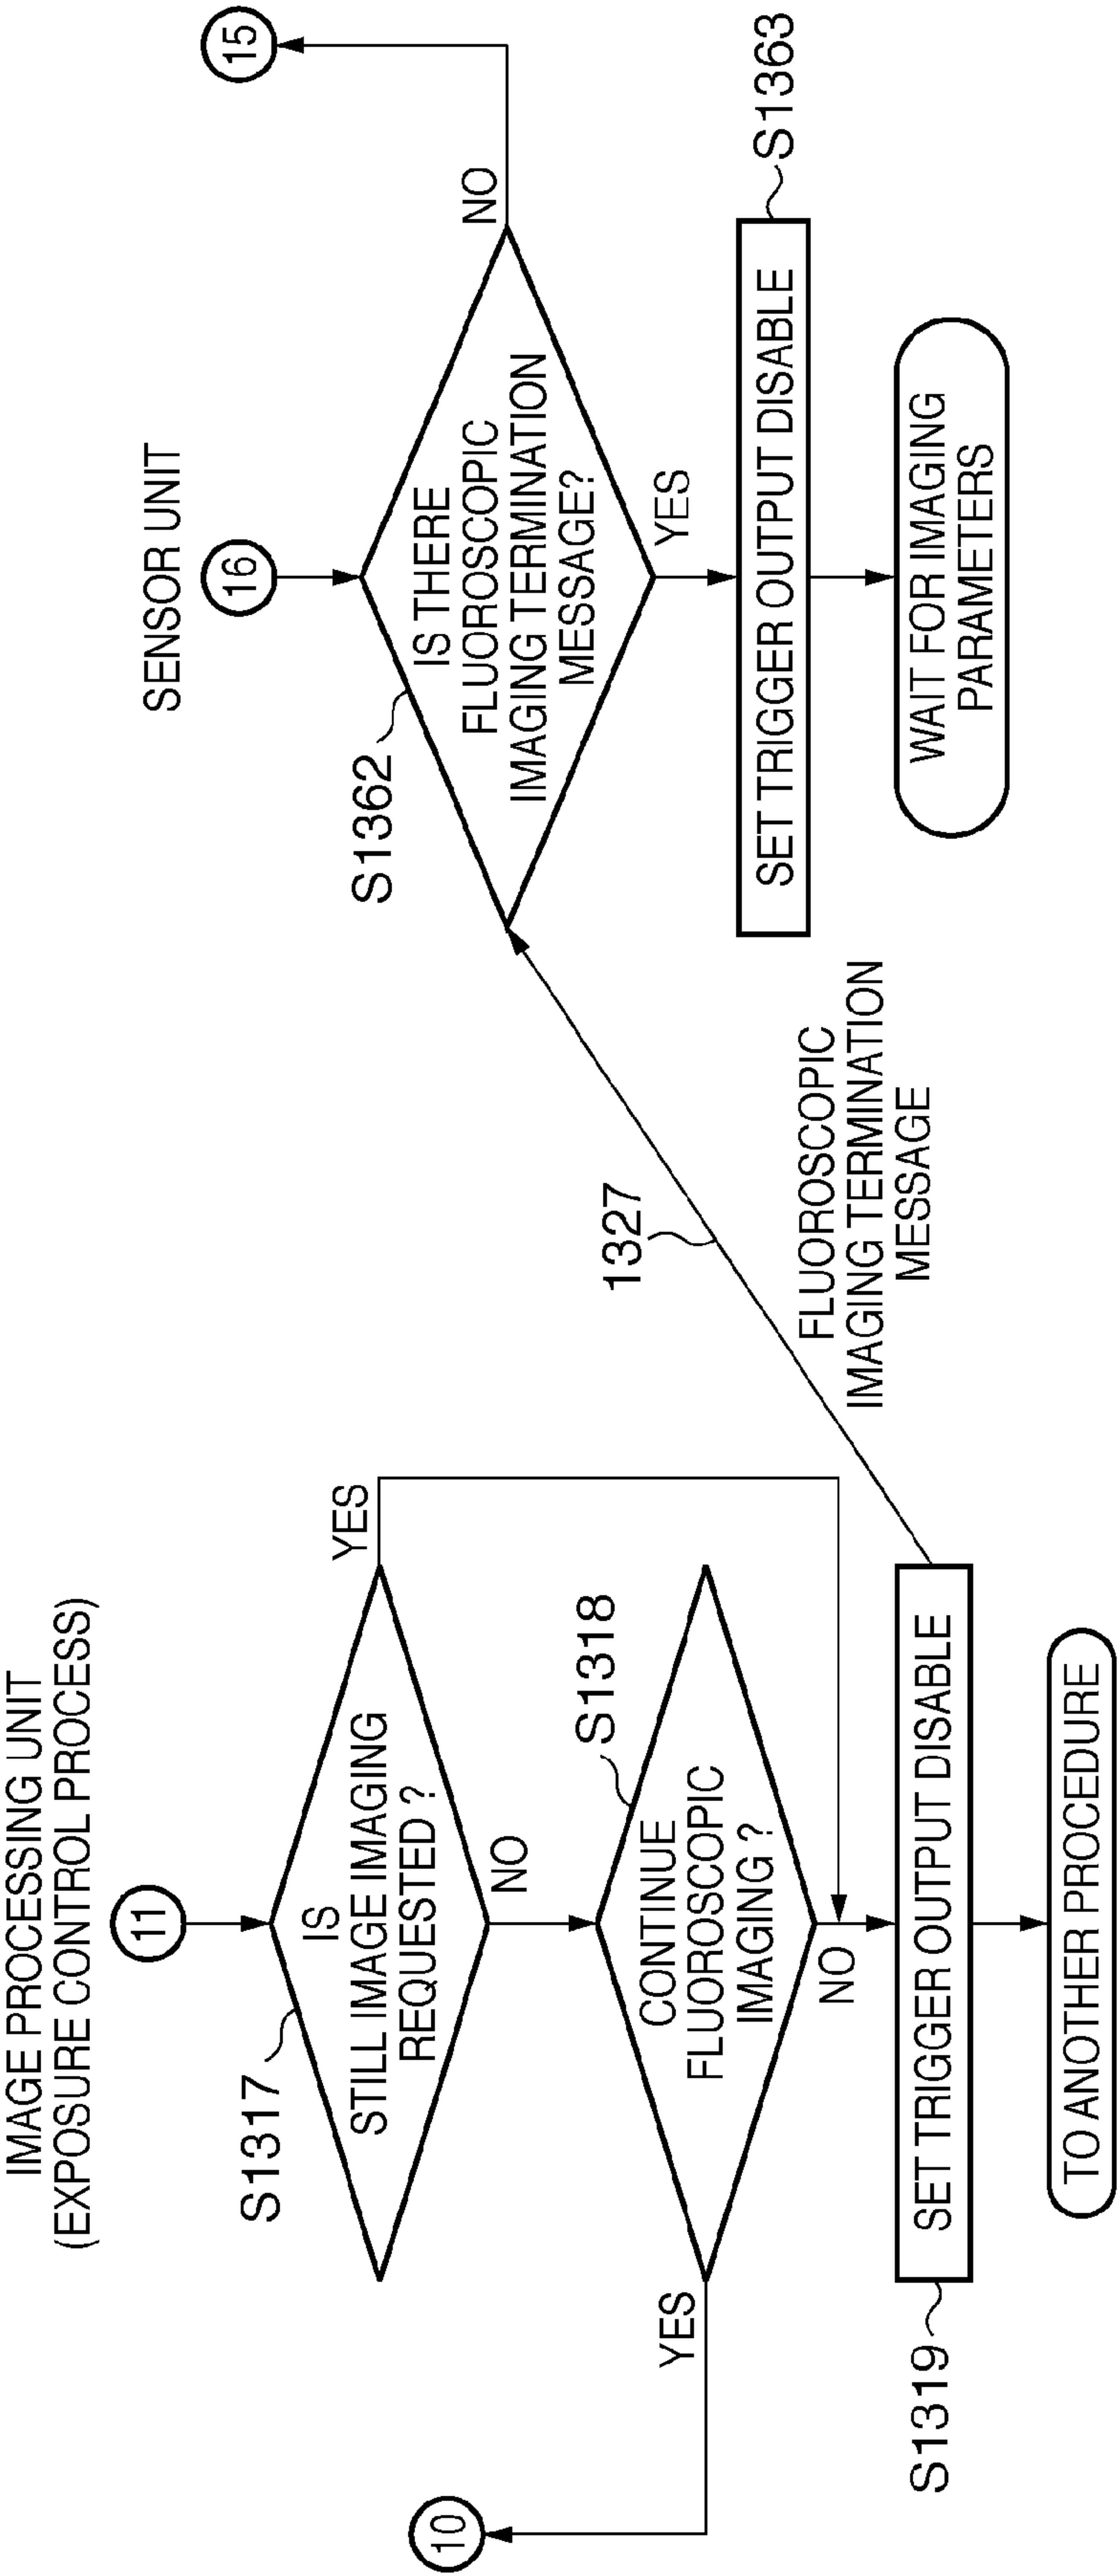 IMAGE PROCESSING UNIT
(EXPOSURE CONTROL PROCESS)
11
S1317
IS
STILL IMAGE IMAGING
REQUESTED ?
YES
NO
S1318
CONTINUE
FLUOROSCOPIC
IMAGING ?
YES
10
NO
S1319
SET TRIGGER OUTPUT DISABLE
TO ANOTHER PROCEDURE
1327
FLUOROSCOPIC
IMAGING TERMINATION
MESSAGE
SENSOR UNIT
16
15
S1362
IS THERE
FLUOROSCOPIC
IMAGING TERMINATION
MESSAGE?
NO
YES
S1363
SET TRIGGER OUTPUT DISABLE
WAIT FOR IMAGING
PARAMETERS